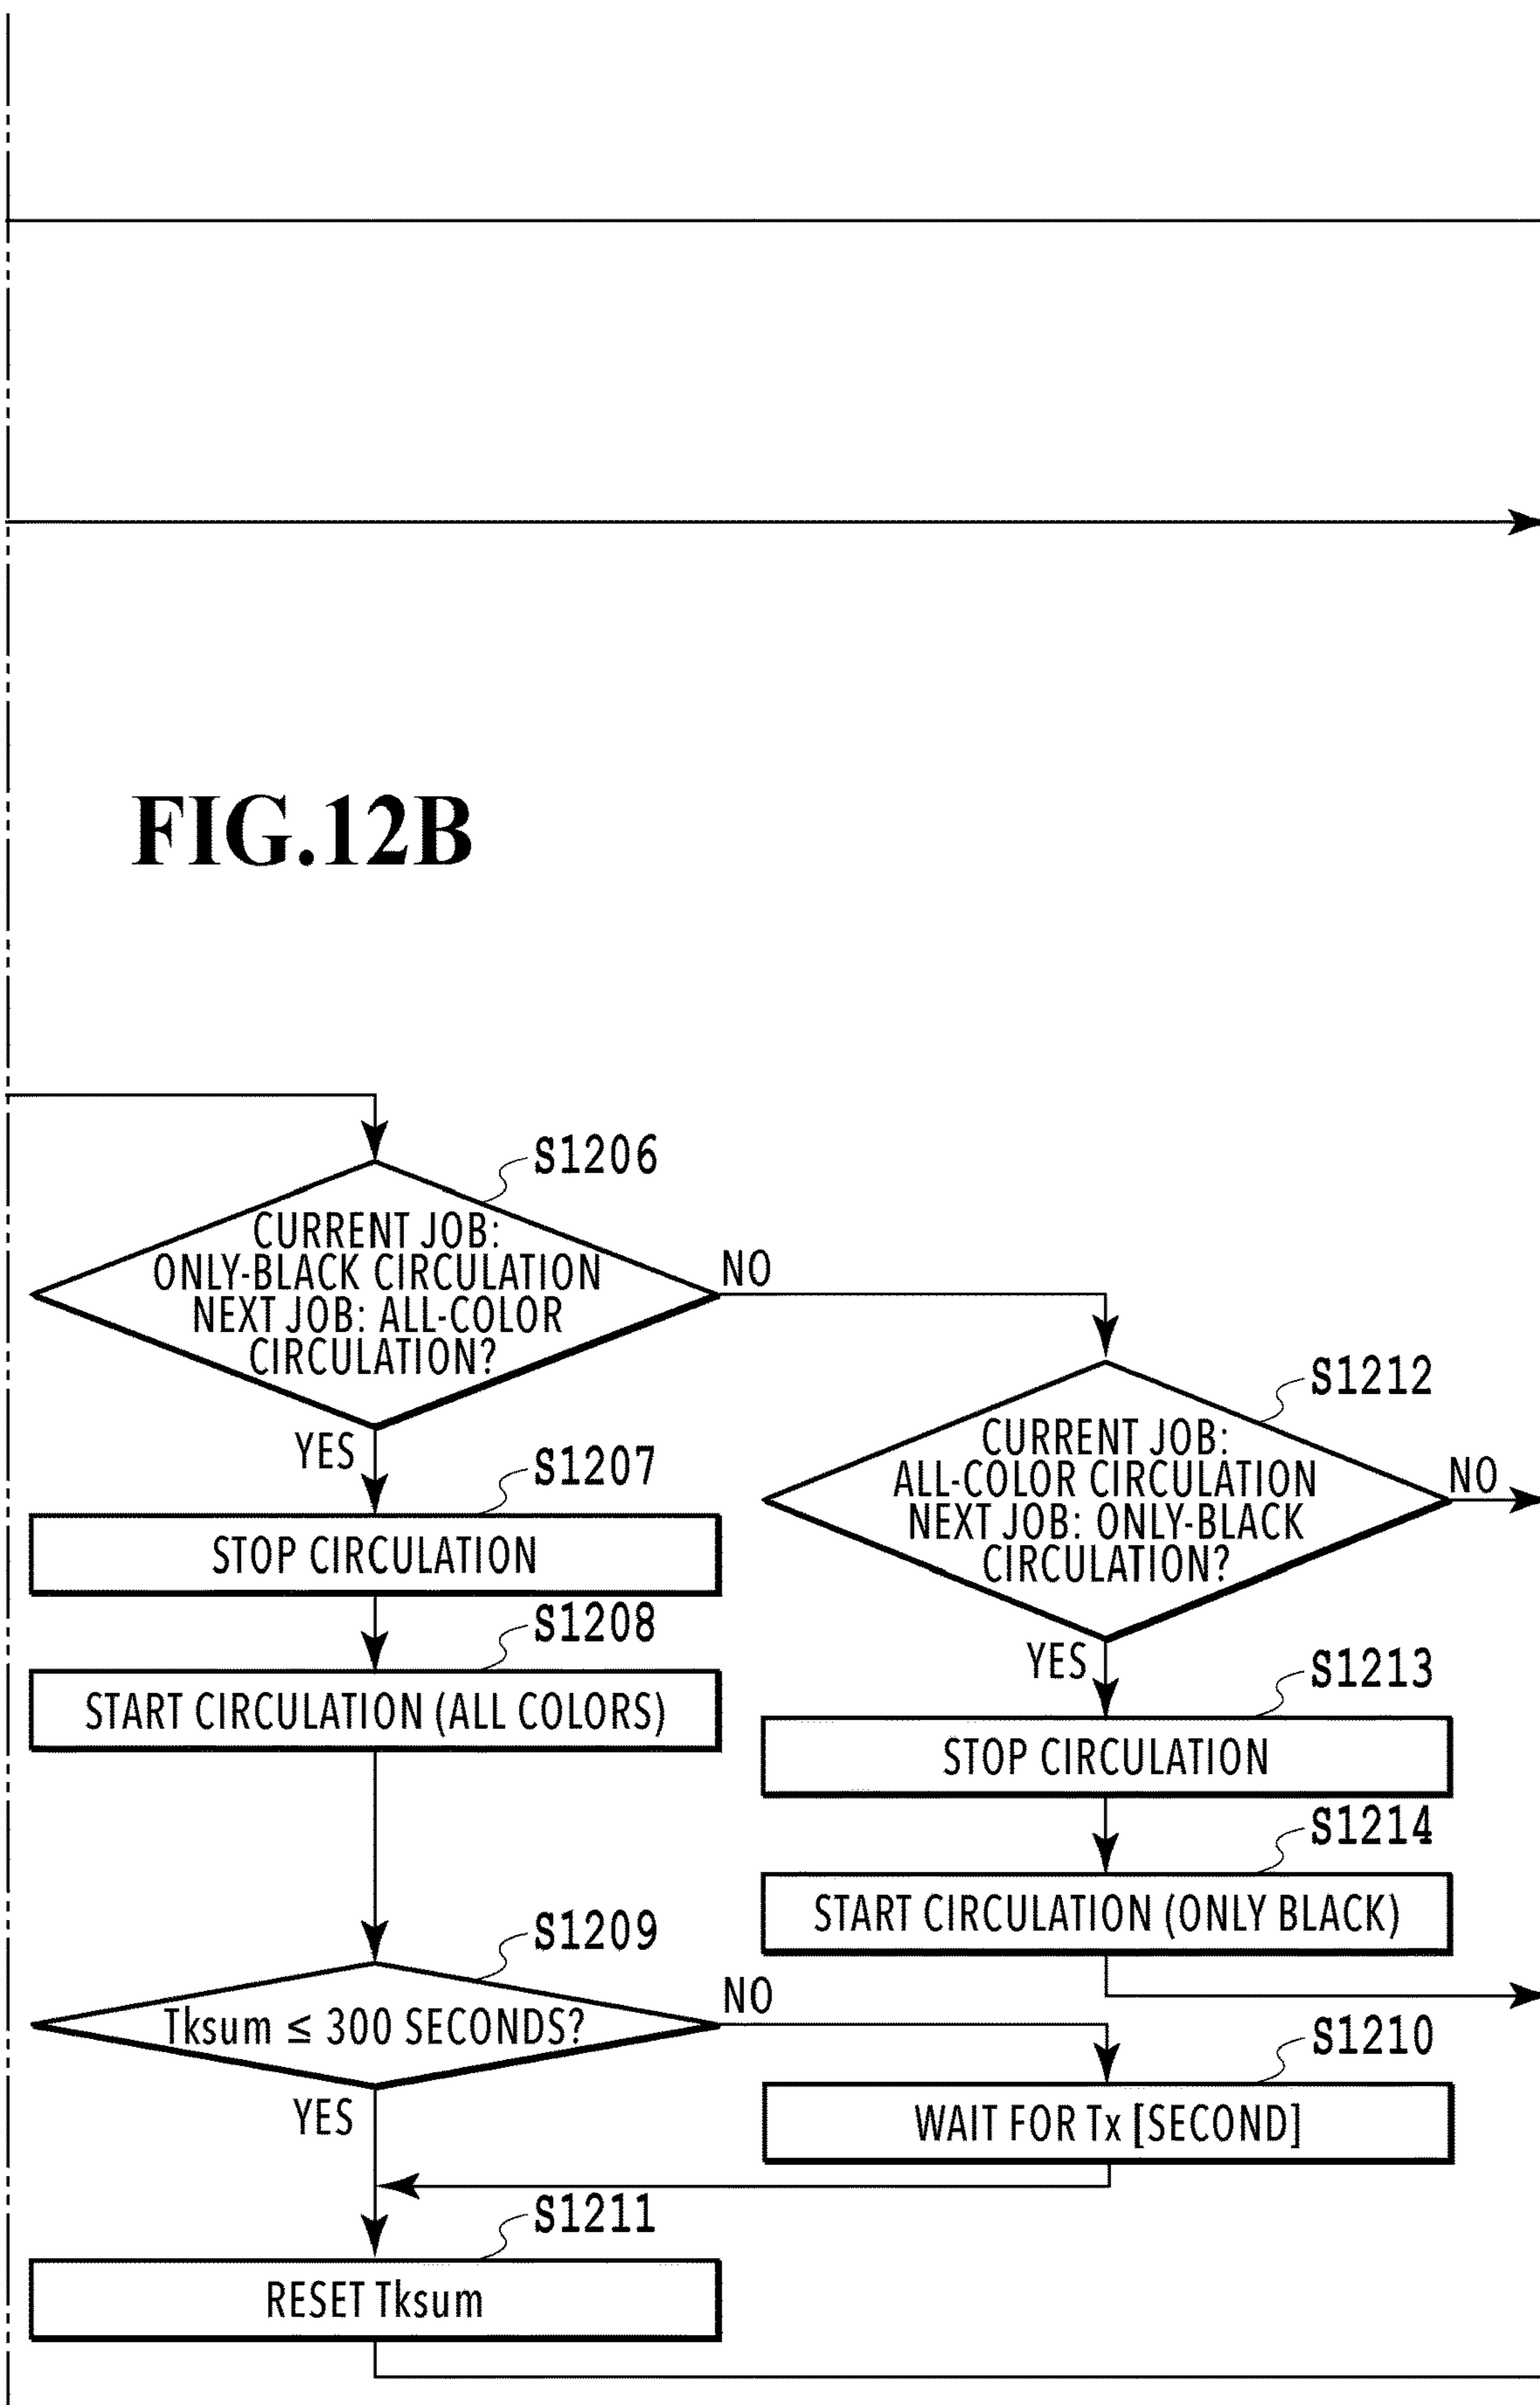 FIG.12B
S1206
CURRENT JOB:
ONLY-BLACK CIRCULATION
NEXT JOB: ALL-COLOR
CIRCULATION?
NO
YES
S1212
CURRENT JOB:
ALL-COLOR CIRCULATION
NEXT JOB: ONLY-BLACK
CIRCULATION?
NO
YES
S1207
STOP CIRCULATION
S1208
START CIRCULATION (ALL COLORS)
S1213
STOP CIRCULATION
S1214
START CIRCULATION (ONLY BLACK)
S1209
Tksum ≤ 300 SECONDS?
NO
YES
S1210
WAIT FOR Tx [SECOND]
S1211
RESET Tksum